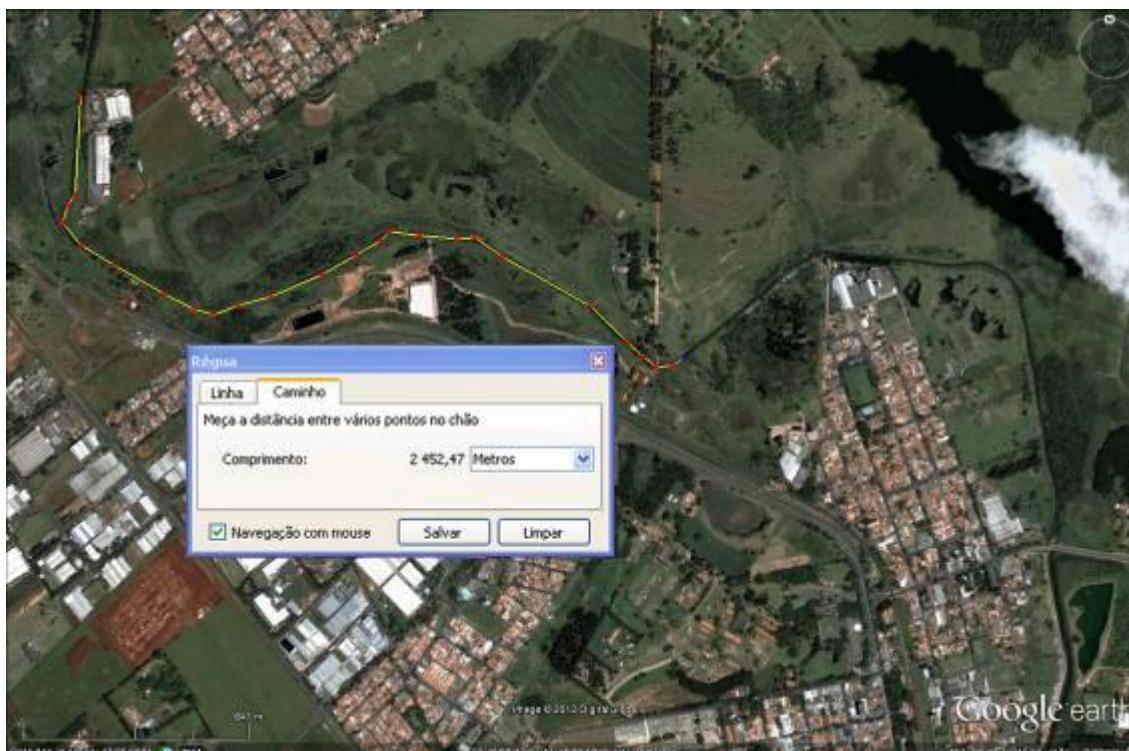 Régua
Linha Caminho
Meça a distância entre vários pontos no chão
Comprimento: 2 452,47 Metros
Navegação com mouse Salvar Limpar
Google earth